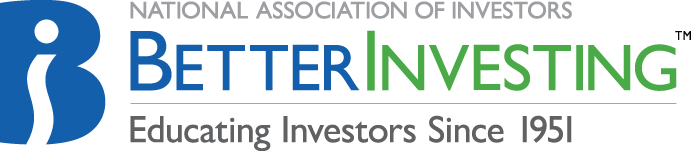 NATIONAL ASSOCIATION OF INVESTORS
BETTERINVESTING™
Educating Investors Since 1951